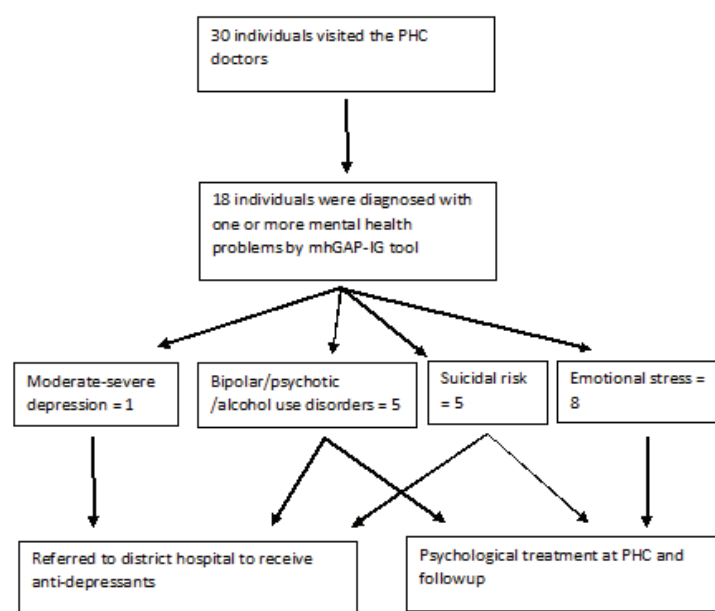 30 individuals visited the PHC
doctors
18 individuals were diagnosed with
one or more mental health
problems by mhGAP-IG tool
Moderate-severe
depression = 1
Bipolar/psychotic
/alcohol use disorders = 5
Suicidal risk
= 5
Emotional stress =
8
Referred to district hospital to receive
anti-depressants
Psychological treatment at PHC and
followup